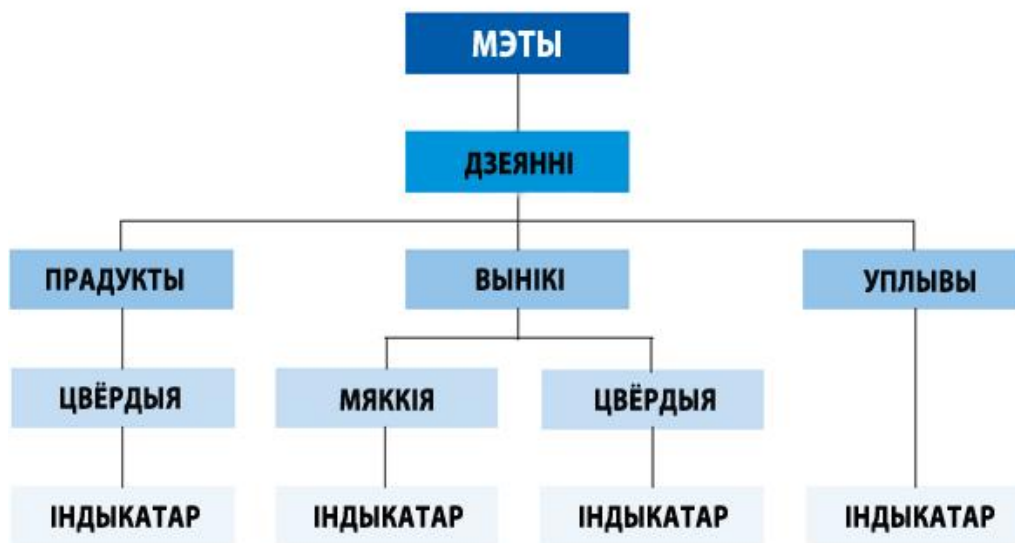 МЭТЫ
ДЗЕЯННІ
ПРАДУКТЫ
ВЫНІКІ
УПЛЫВЫ
ЦВЁРДЫЯ
МЯККІЯ
ЦВЁРДЫЯ
ІНДЫКАТАР
ІНДЫКАТАР
ІНДЫКАТАР
ІНДЫКАТАР